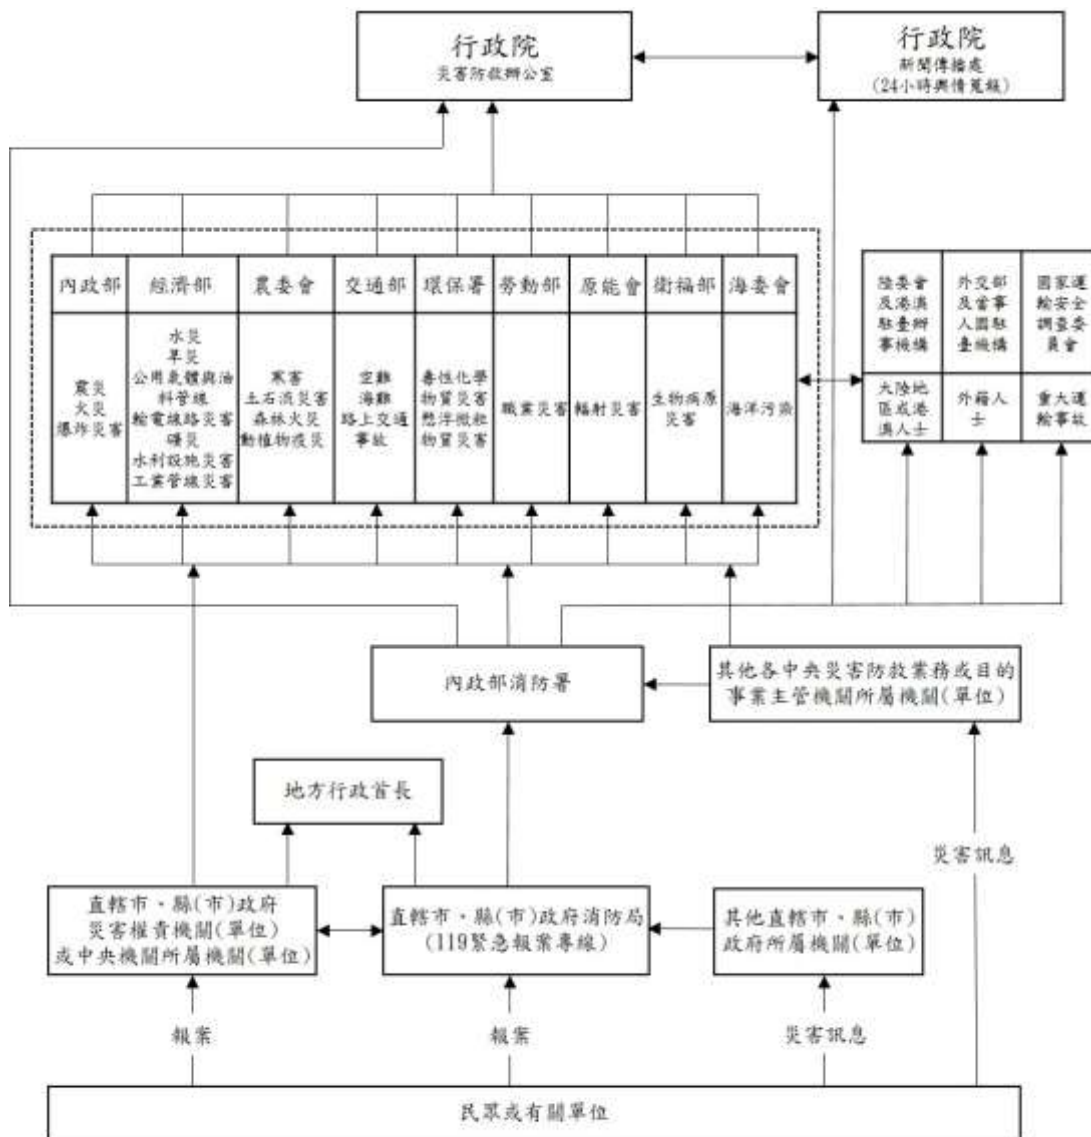 行政院
災害防救辦公室
行政院
新聞傳播處
(24小時輿情蒐報)
內政部
經濟部
農委會
交通部
環保署
勞動部
原能會
衛福部
海委會
震災
火災
爆炸災害
水災
旱災
公用氣體與油
料管線
輸電線路災害
礦災
水利設施災害
工業管線災害
寒害
土石流災害
森林火災
動植物疫災
空難
海難
路上交通
事故
毒性化學
物質災害
懸浮微粒
物質災害
職業災害
輻射災害
生物病原
災害
海洋污染
陸委會
及港澳
駐臺辦
事機構
外交部
及當事
人國駐
臺機構
國家運
輸安全
調查委
員會
大陸地
區或港
澳人士
外籍人
士
重大運
輸事故
內政部消防署
其他各中央災害防救業務或目的
事業主管機關所屬機關(單位)
地方行政首長
災害訊息
直轄市、縣(市)政府
災害權責機關(單位)
或中央機關所屬機關(單位)
直轄市、縣(市)政府消防局
(119緊急報案專線)
其他直轄市、縣(市)
政府所屬機關(單位)
報案
報案
災害訊息
民眾或有關單位